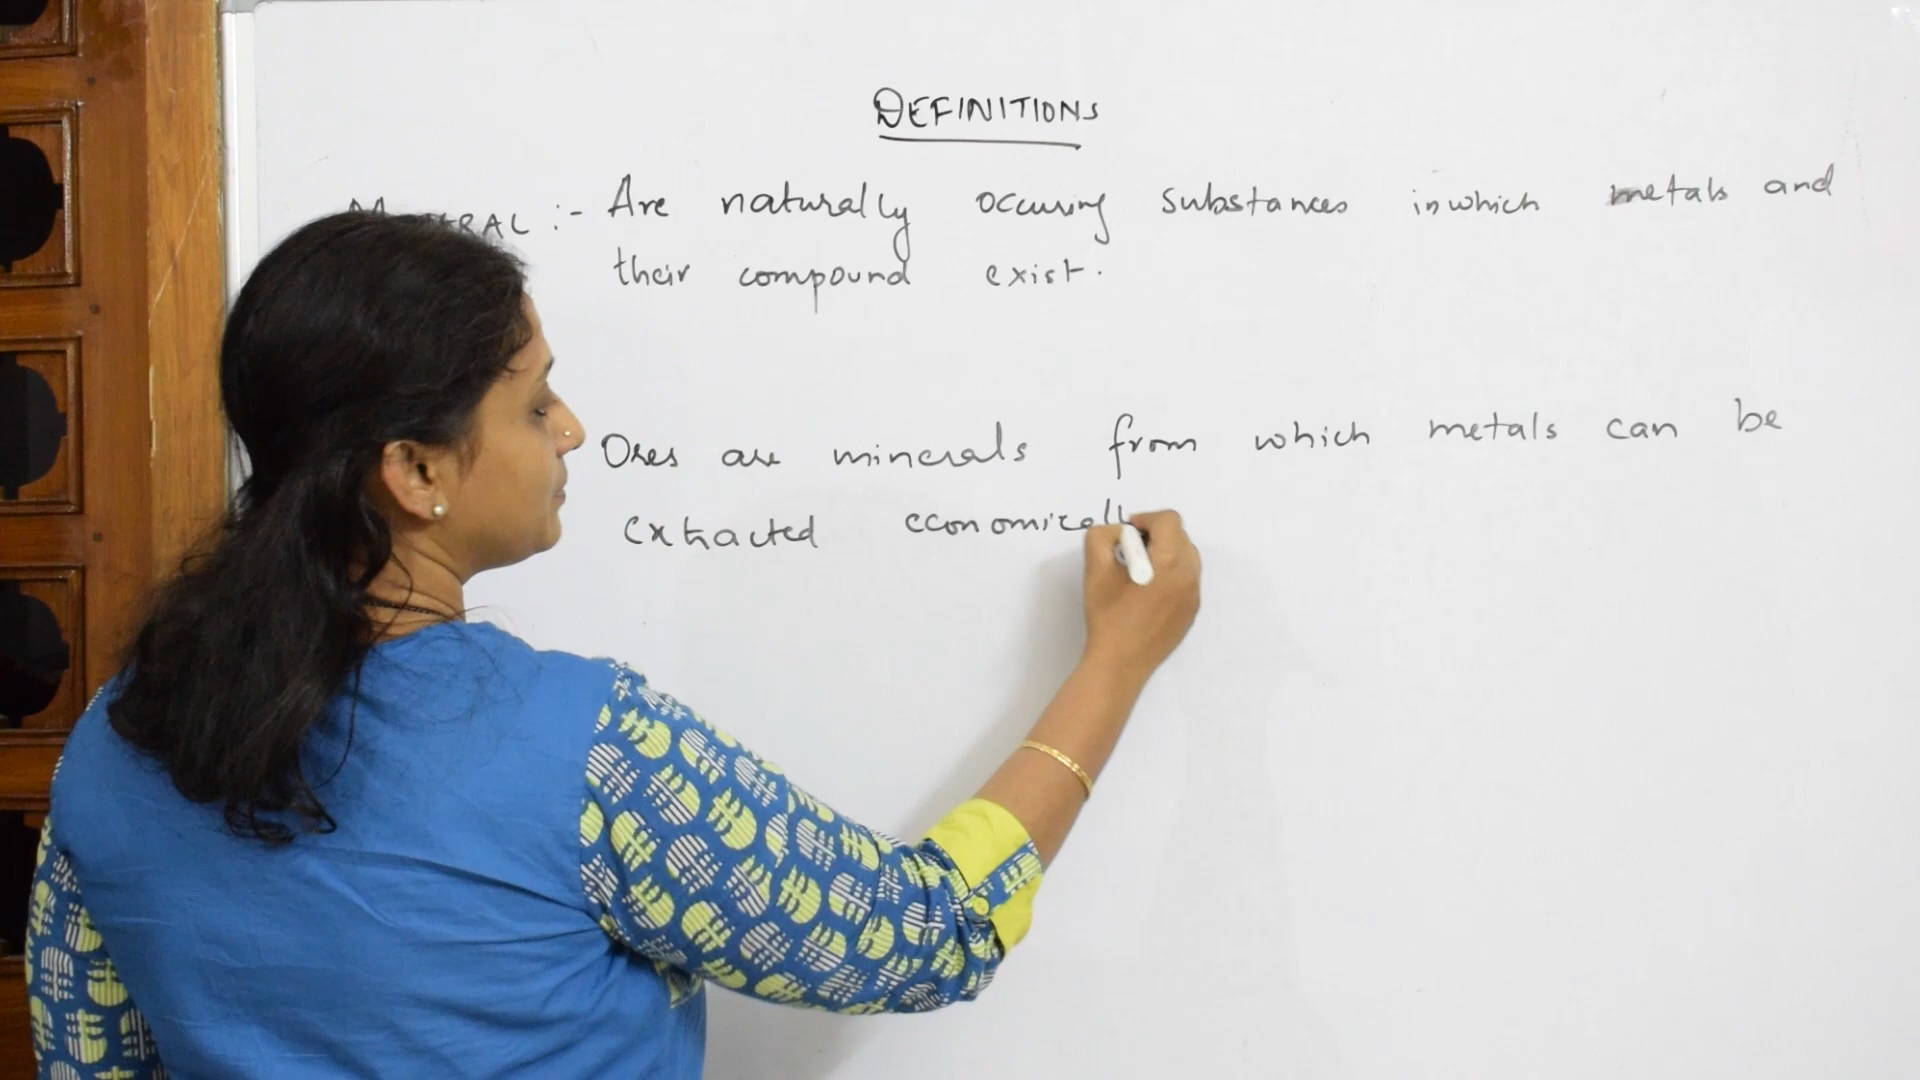 DEFINITIONS
:- Are naturally occuring substances inwhich metals and
their compound exist.
Ores are minerals from which metals can be
extracted